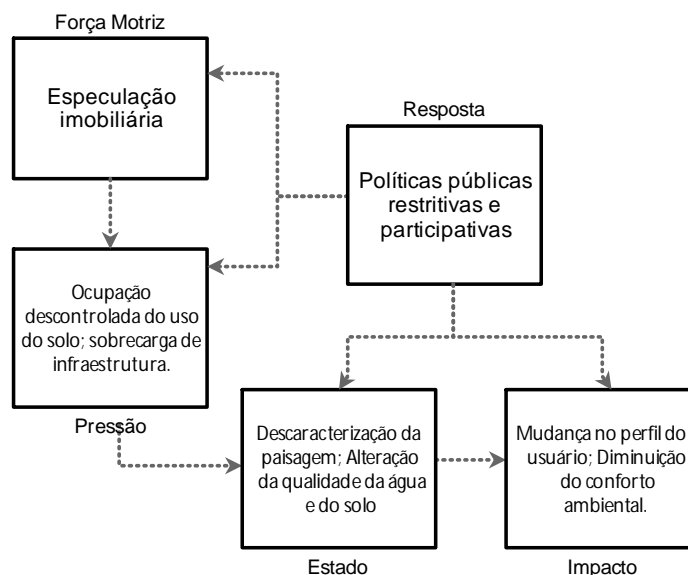 Força Motriz
Especulação
imobiliária
Resposta
Políticas públicas
restritivas e
participativas
Ocupação
descontrolada do uso
do solo; sobrecarga de
infraestrutura.
Pressão
Descaracterização da
paisagem; Alteração
da qualidade da água
e do solo
Estado
Mudança no perfil do
usuário; Diminuição
do conforto
ambiental.
Impacto